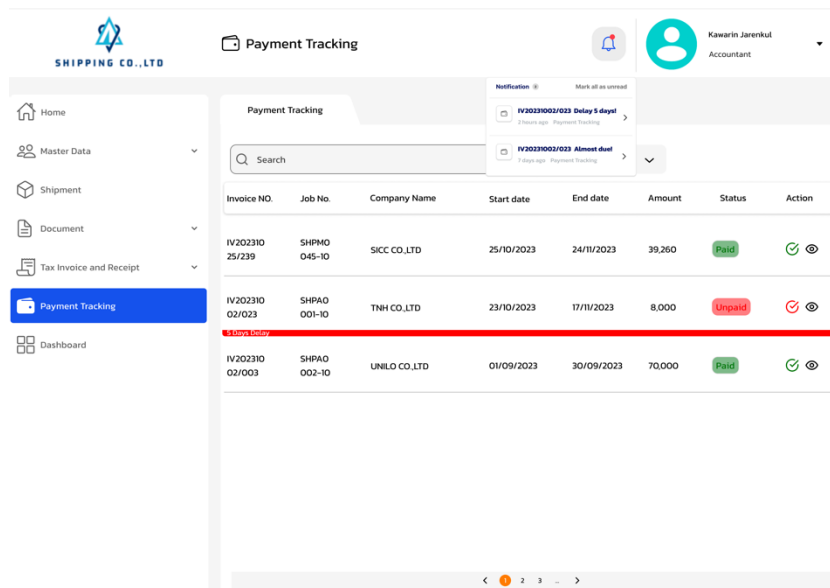 SHIPPING CO.,LTD
Payment Tracking
Kawarin Jarenkul
Accountant
Notification
Mark all as unread
IV20231002/023 Delay 5 days!
2 hours ago Payment Tracking
IV20231002/023 Almost due!
7 days ago Payment Tracking
Home
Master Data
Shipment
Document
Tax Invoice and Receipt
Payment Tracking
Dashboard
Payment Tracking
Search
Invoice NO. Job No. Company Name Start date End date Amount Status Action
IV202310 SHPMO
25/239 045-10 SICC CO.,LTD 25/10/2023 24/11/2023 39,260 Paid
IV202310 SHPAO
02/023 001-10 TNH CO.,LTD 23/10/2023 17/11/2023 8,000 Unpaid
5 Days Delay
IV202310 SHPAO
02/003 002-10 UNILO CO.,LTD 01/09/2023 30/09/2023 70,000 Paid
1 2 3 ...